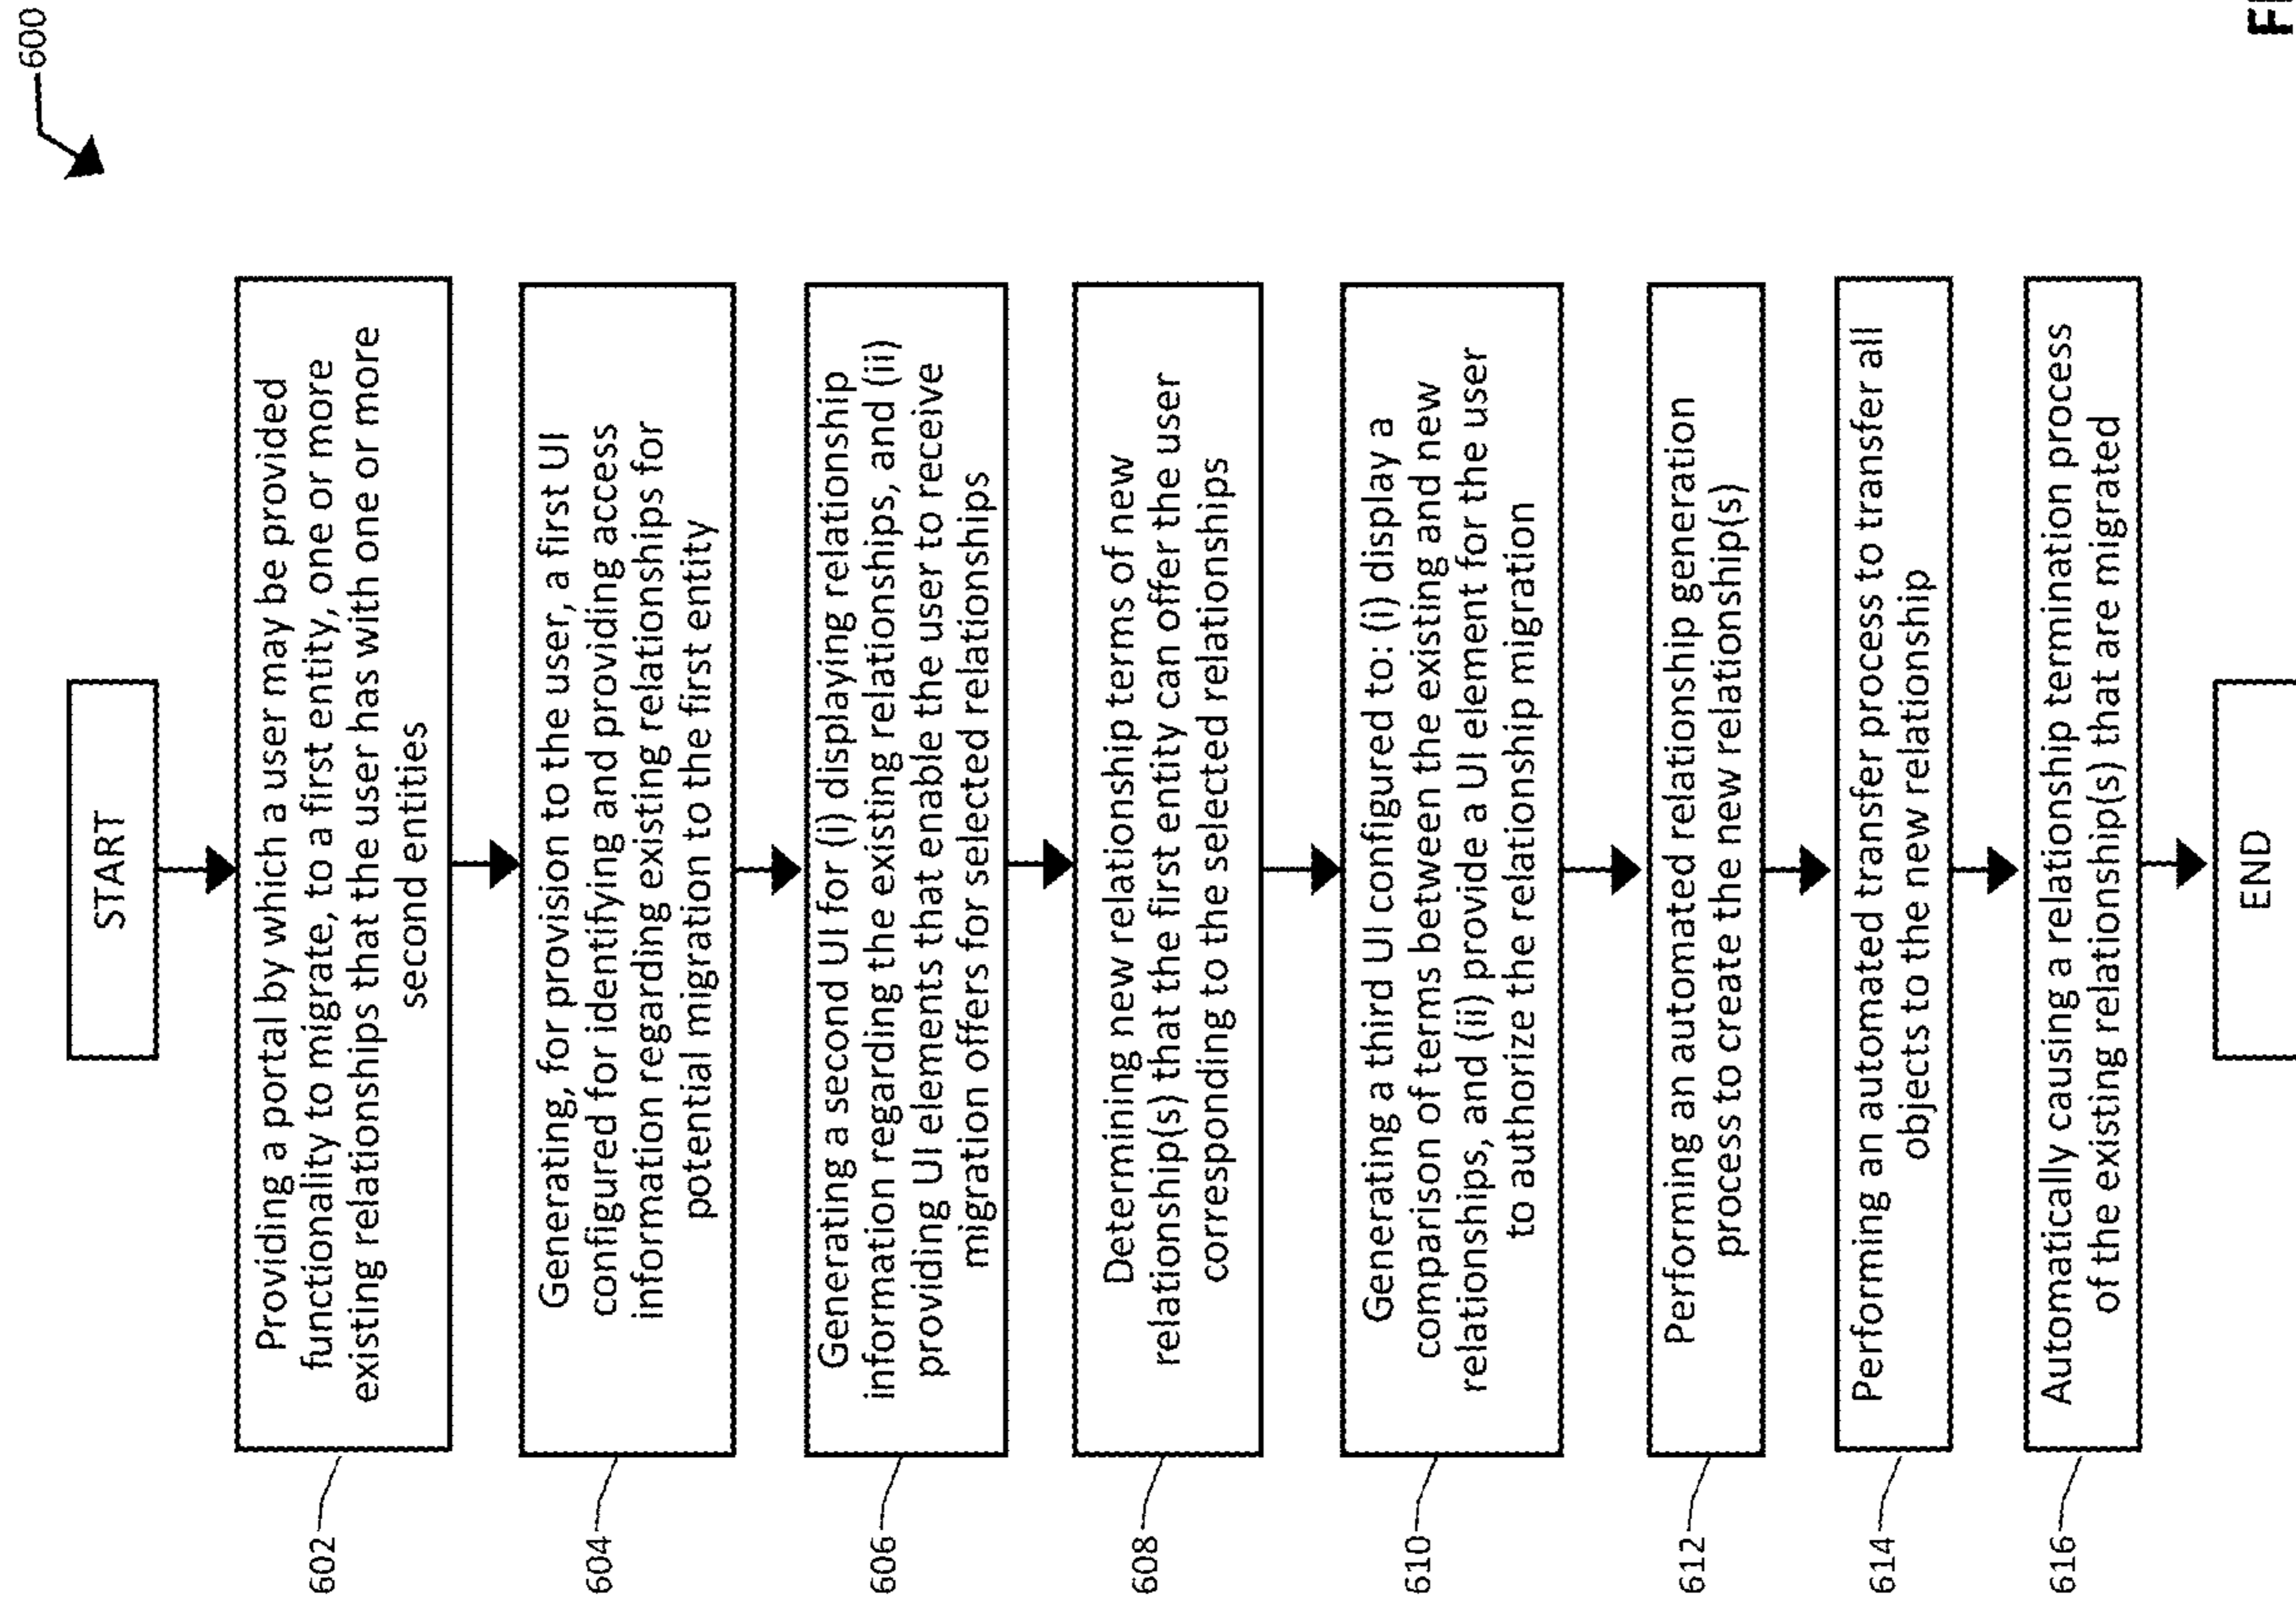 600
START
602
Providing a portal by which a user may be provided
functionality to migrate, to a first entity, one or more
existing relationships that the user has with one or more
second entities
604
Generating, for provision to the user, a first UI
configured for identifying and providing access
information regarding existing relationships for
potential migration to the first entity
606
Generating a second UI for (i) displaying relationship
information regarding the existing relationships, and (ii)
providing UI elements that enable the user to receive
migration offers for selected relationships
608
Determining new relationship terms of new
relationship(s) that the first entity can offer the user
corresponding to the selected relationships
610
Generating a third UI configured to: (i) display a
comparison of terms between the existing and new
relationships, and (ii) provide a UI element for the user
to authorize the relationship migration
612
Performing an automated relationship generation
process to create the new relationship(s)
614
Performing an automated transfer process to transfer all
objects to the new relationship
616
Automatically causing a relationship termination process
of the existing relationship(s) that are migrated
END